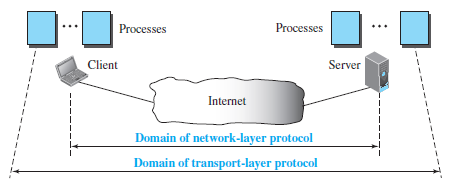 Processes
Processes
Client
Server
Internet
Domain of network-layer protocol
Domain of transport-layer protocol